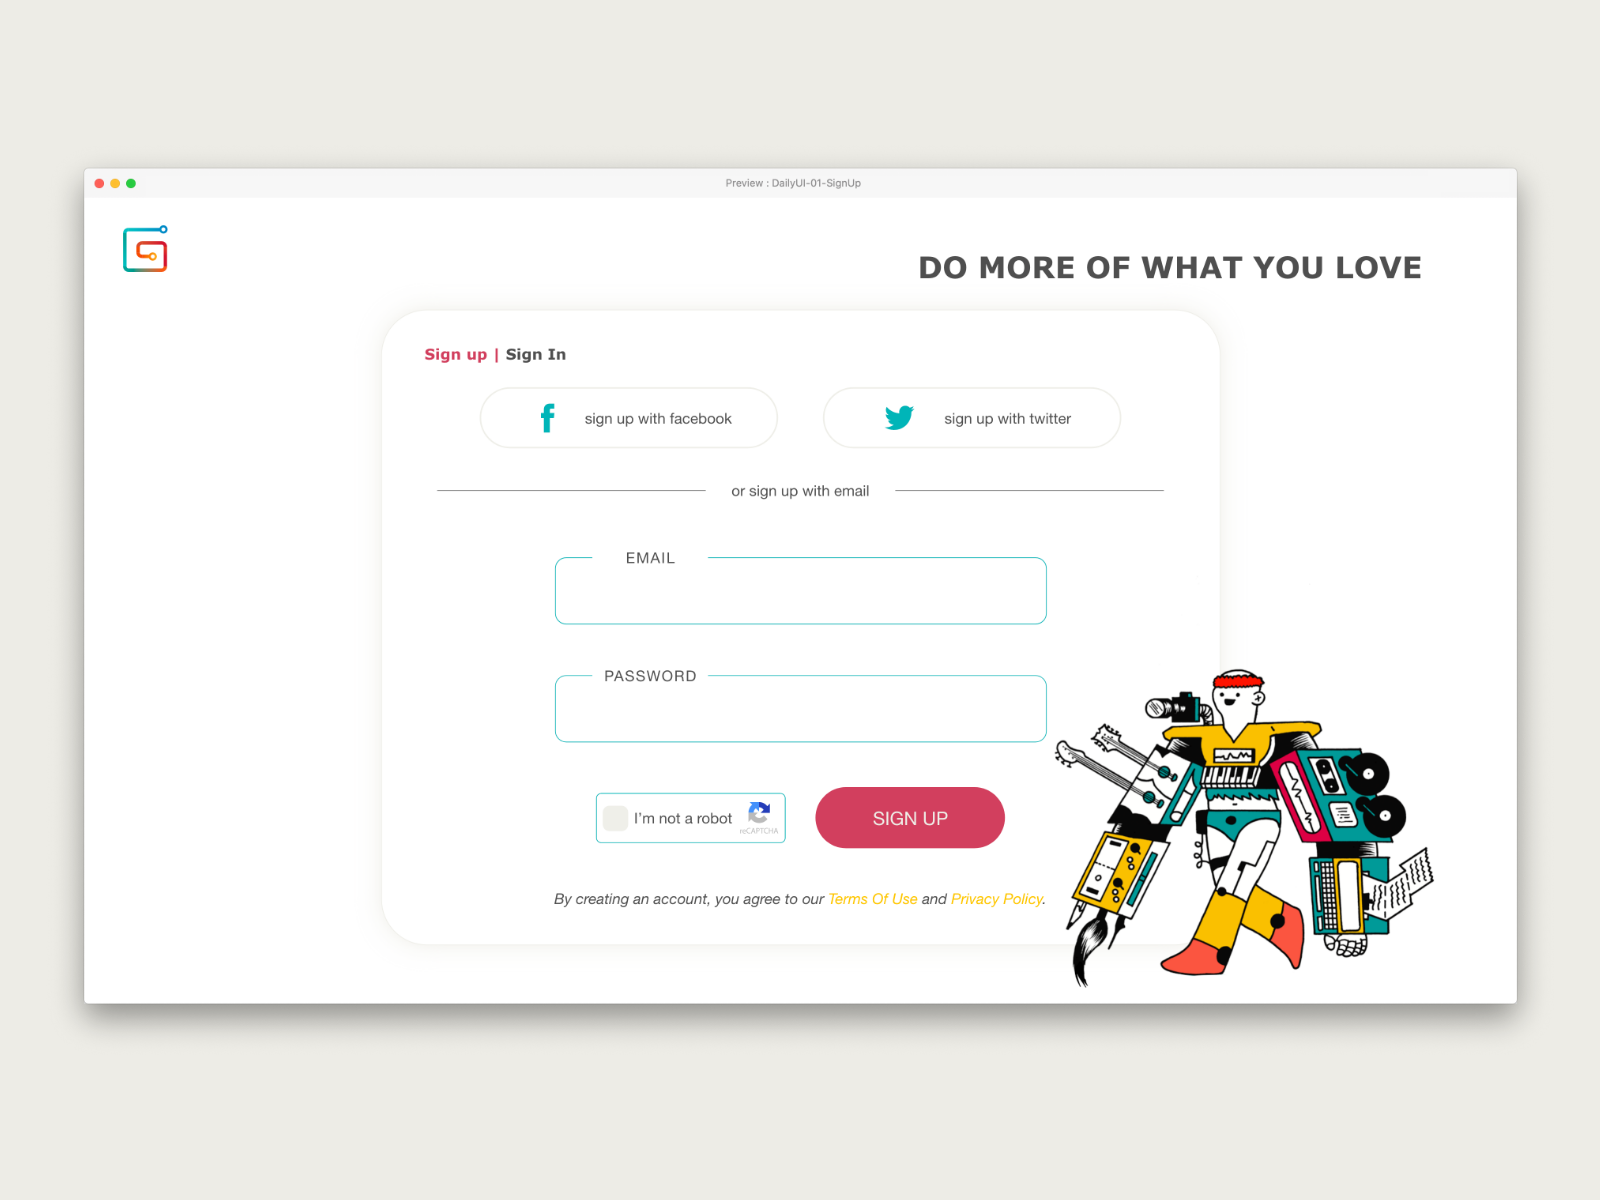 Preview : DailyUI-01-SignUp
DO MORE OF WHAT YOU LOVE
Sign up | Sign In
sign up with facebook
sign up with twitter
or sign up with email
EMAIL
PASSWORD
I'm not a robot
reCAPTCHA
SIGN UP
By creating an account, you agree to our Terms Of Use and Privacy Policy.